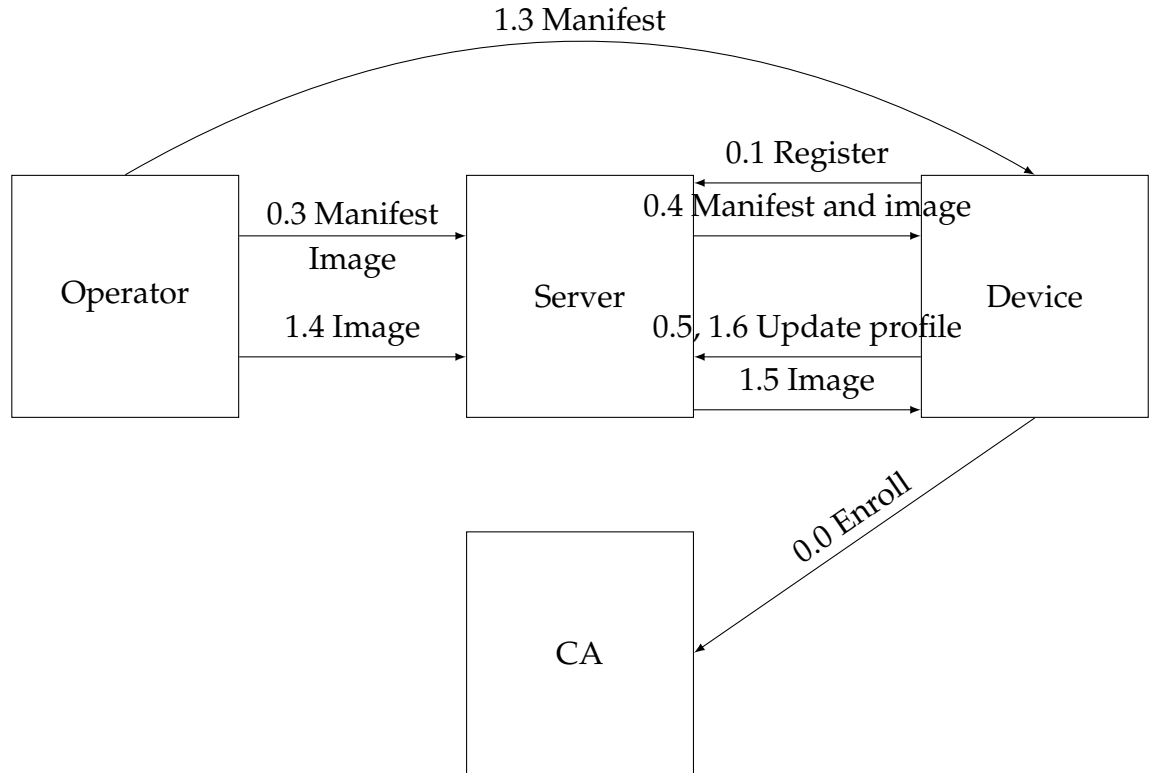 1.3 Manifest
0.1 Register
0.3 Manifest
0.4 Manifest and image
Image
Operator
Server
Device
1.4 Image
0.5, 1.6 Update profile
1.5 Image
0.0 Enroll
CA